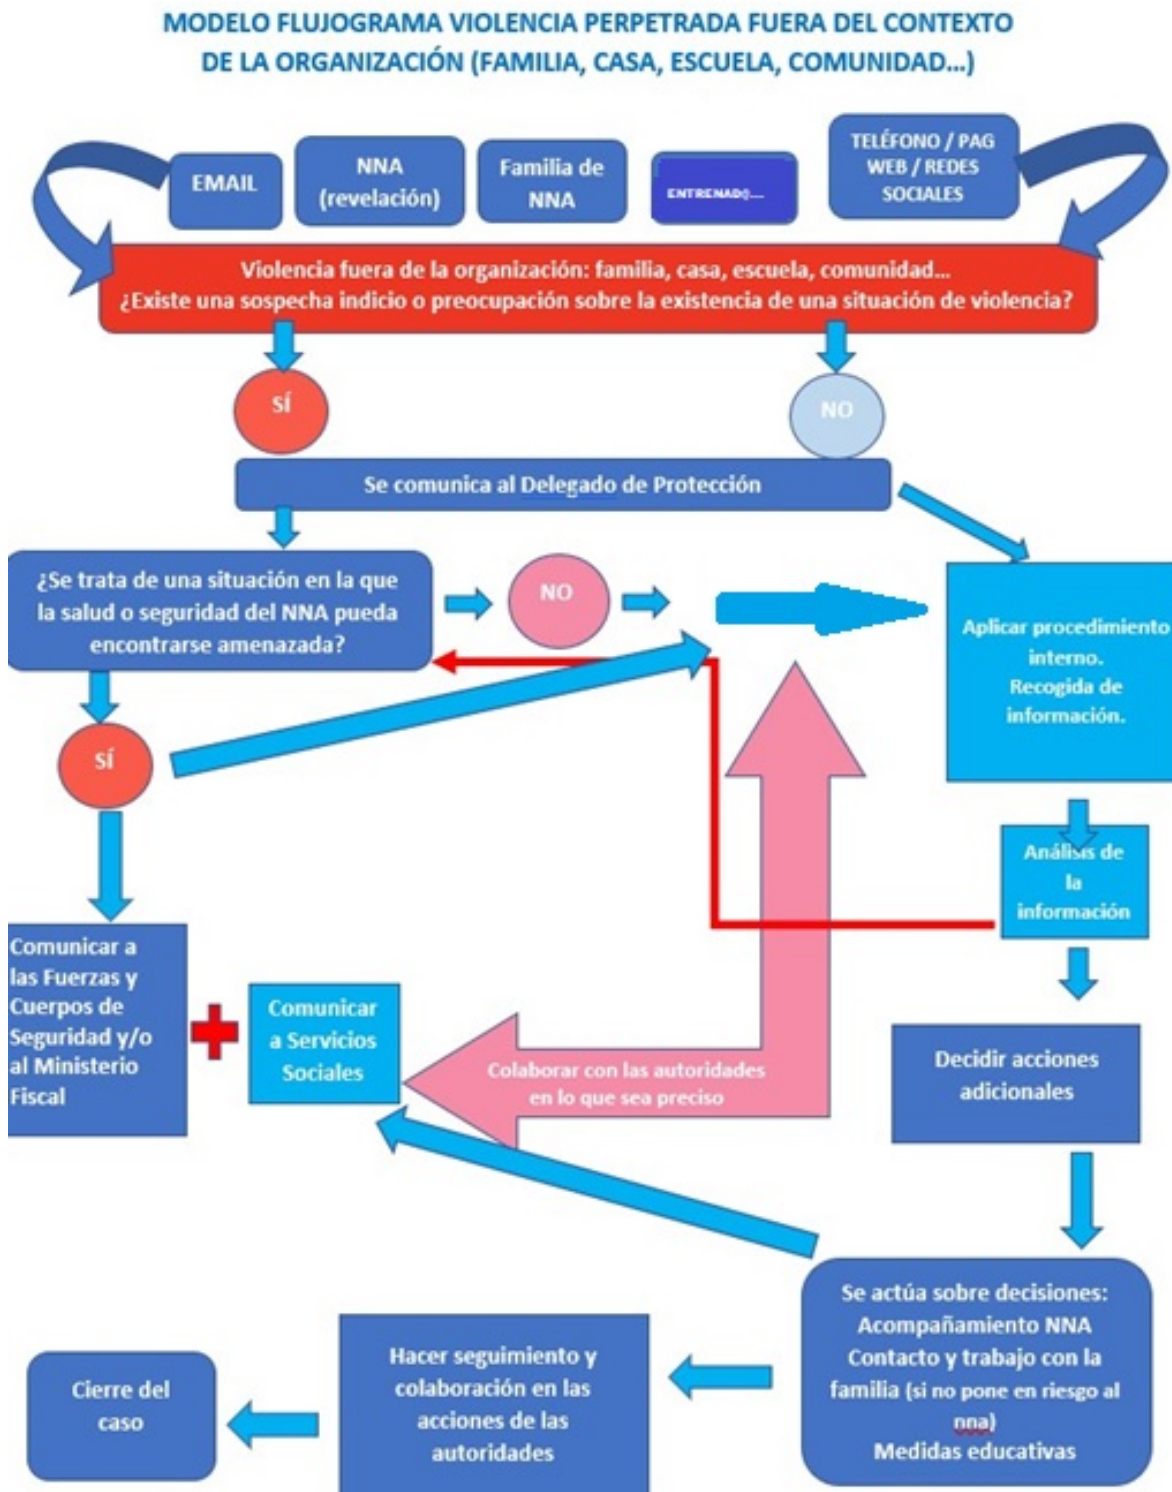 MODELO FLUJOGRAMA VIOLENCIA PERPETRADA FUERA DEL CONTEXTO
DE LA ORGANIZACIÓN (FAMILIA, CASA, ESCUELA, COMUNIDAD...)
EMAIL
NNA
(revelación)
Familia de
NNA
ENTRENAD@....
TELÉFONO / PAG
WEB / REDES
SOCIALES
Violencia fuera de la organización: familia, casa, escuela, comunidad...
¿Existe una sospecha indicio o preocupación sobre la existencia de una situación de violencia?
SÍ
NO
Se comunica al Delegado de Protección
¿Se trata de una situación en la que
la salud o seguridad del NNA pueda
encontrarse amenazada?
NO
Aplicar procedimiento
interno.
Recogida de
información.
SÍ
Análisis de
la
información
Comunicar a
las Fuerzas y
Cuerpos de
Seguridad y/o
al Ministerio
Fiscal
Comunicar
a Servicios
Sociales
Colaborar con las autoridades
en lo que sea preciso
Decidir acciones
adicionales
Se actúa sobre decisiones:
Acompañamiento NNA
Contacto y trabajo con la
familia (si no pone en riesgo al
nna)
Medidas educativas
Hacer seguimiento y
colaboración en las
acciones de las
autoridades
Cierre del
caso